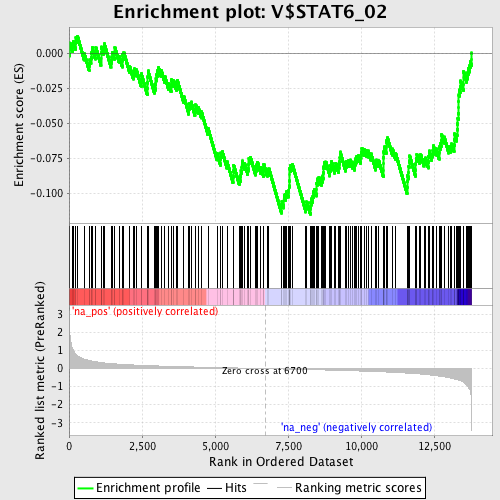 Enrichment plot: V$STAT6_02
Enrichment score (ES)
0.000
-0.025
-0.050
-0.075
-0.100
'na_pos' (positively correlated)
Ranked list metric (PreRanked)
3
2
1
0
-1
-2
-3
Zero cross at 6700
'na_neg' (negatively correlated)
0
2,500
5,000
7,500
10,000
12,500
Rank in Ordered Dataset
Enrichment profile
Hits
Ranking metric scores